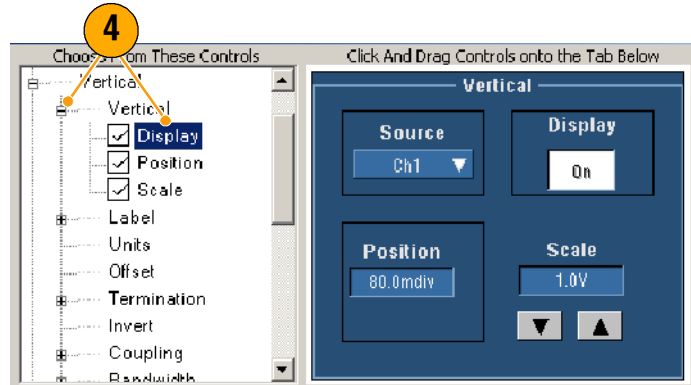 4
Choose From These Controls
Click And Drag Controls onto the Tab Below
Vertical
Vertical
Display
Position
Scale
Label
Units
Offset
Termination
Invert
Coupling
Bandwidth
Vertical
Source
Ch1
Display
On
Position
80.0mdiv
Scale
1.0V